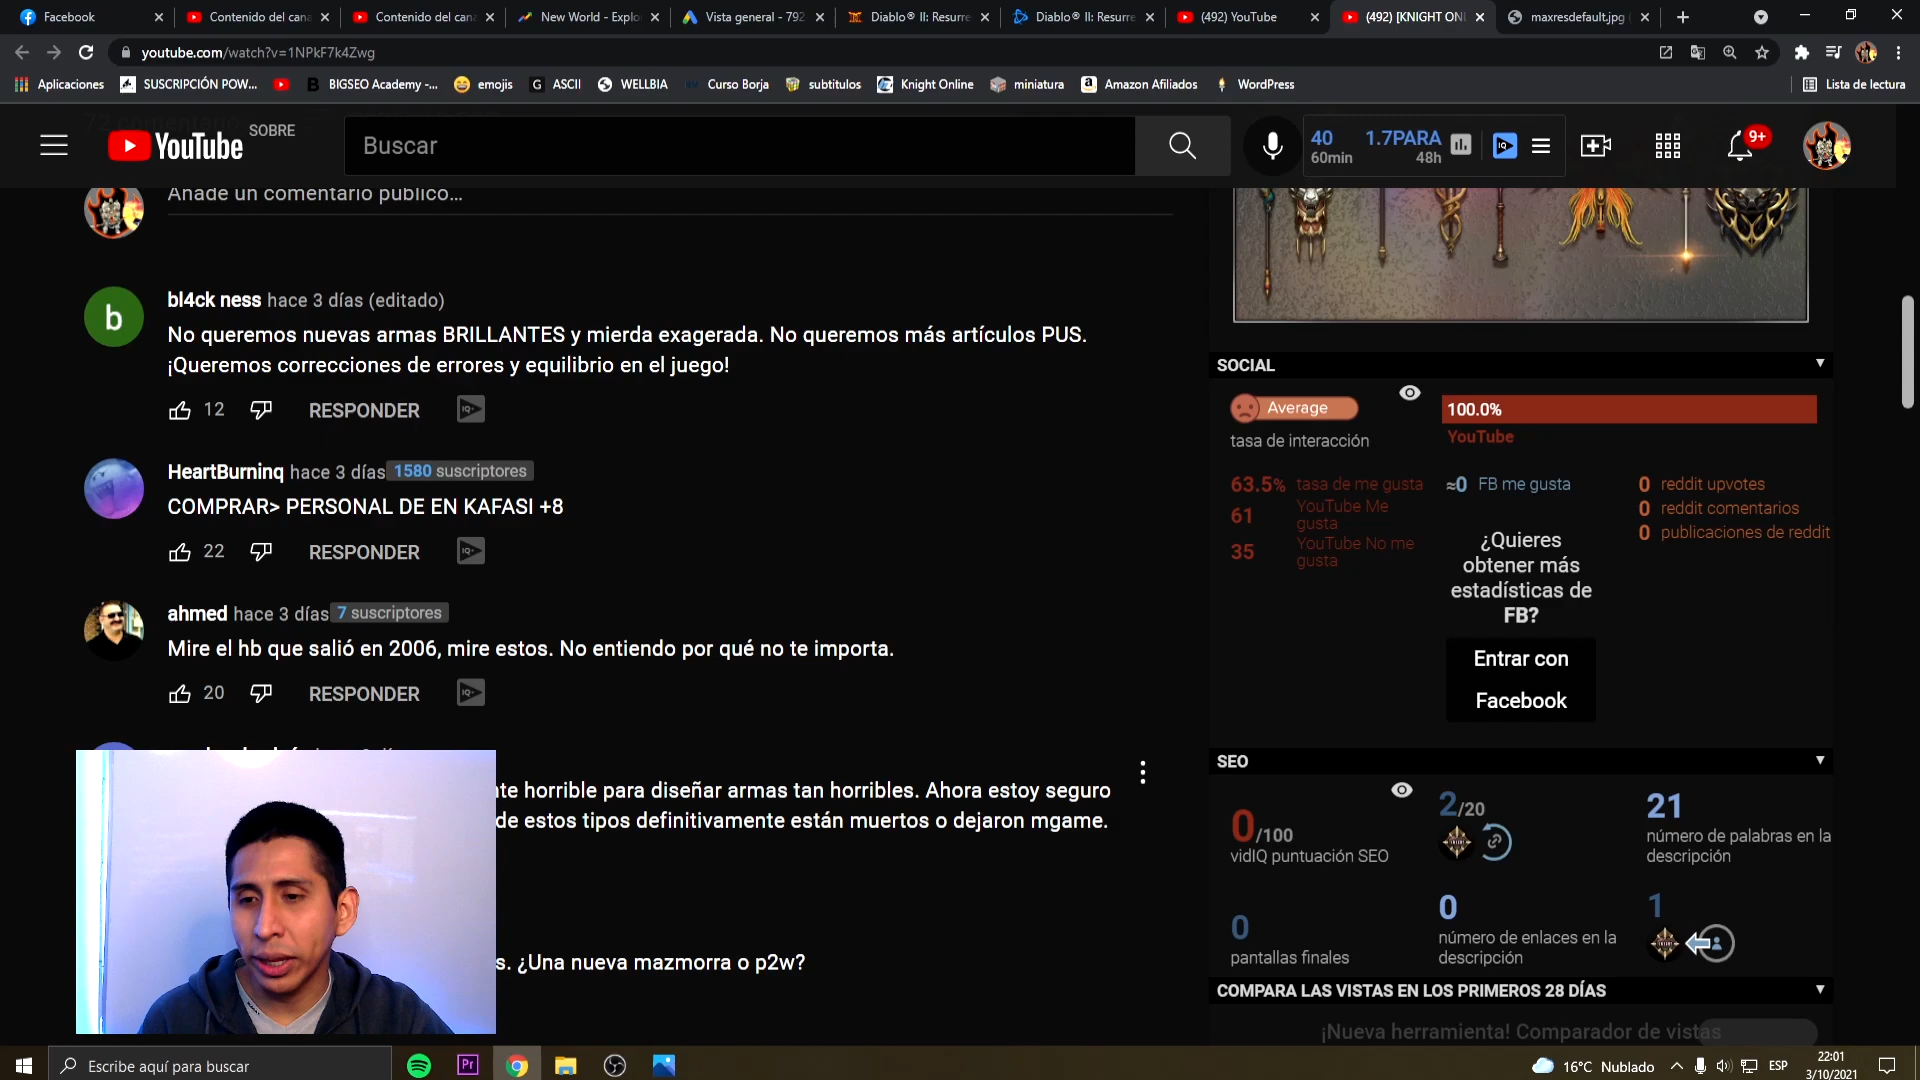 Facebook
Contenido del cana
Contenido del cana
New World - Explo
Vista general - 792
Diablo® II: Resurre
Diablo® II: Resurre
(492) YouTube
(492) [KNIGHT ONL
maxresdefault.jpg
youtube.com/watch?v=1NPkF7k4Zwg
Aplicaciones
SUSCRIPCIÓN POW...
BIGSEO Academy -...
emojis
ASCII
WELLBIA
Curso Borja
subtitulos
Knight Online
miniatura
Amazon Afiliados
WordPress
Lista de lectura
YouTube
SOBRE
Buscar
40
60min
1.7PARA
48h
9+
Añade un comentario público...
b
bl4ck ness hace 3 días (editado)
No queremos nuevas armas BRILLANTES y mierda exagerada. No queremos más artículos PUS.
¡Queremos correcciones de errores y equilibrio en el juego!
12
RESPONDER
HeartBurninq hace 3 días 1580 suscriptores
COMPRAR> PERSONAL DE EN KAFASI +8
22
RESPONDER
ahmed hace 3 días 7 suscriptores
Mire el hb que salió en 2006, mire estos. No entiendo por qué no te importa.
20
RESPONDER
te horrible para diseñar armas tan horribles. Ahora estoy seguro
de estos tipos definitivamente están muertos o dejaron mgame.
s. ¿Una nueva mazmorra o p2w?
SOCIAL
Average
tasa de interacción
100.0%
YouTube
63.5% tasa de me gusta
61 YouTube Me
gusta
35 YouTube No me
gusta
≈0 FB me gusta
0 reddit upvotes
0 reddit comentarios
0 publicaciones de reddit
¿Quieres
obtener más
estadísticas de
FB?
Entrar con
Facebook
SEO
0/100
vidIQ puntuación SEO
2/20
21
número de palabras en la
descripción
0
pantallas finales
0
número de enlaces en la
descripción
1
COMPARA LAS VISTAS EN LOS PRIMEROS 28 DÍAS
¡Nueva herramienta! Comparador de vistas
Escribe aquí para buscar
Pr
16°C Nublado
ESP
22:01
3/10/2021